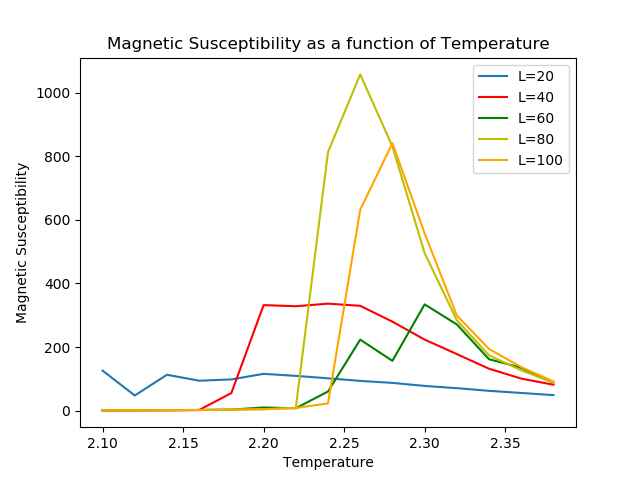 Magnetic Susceptibility as a function of Temperature
L=20
L=40
L=60
L=80
L=100
Magnetic Susceptibility
1000
800
600
400
200
0
2.10 2.15 2.20 2.25 2.30 2.35
Temperature